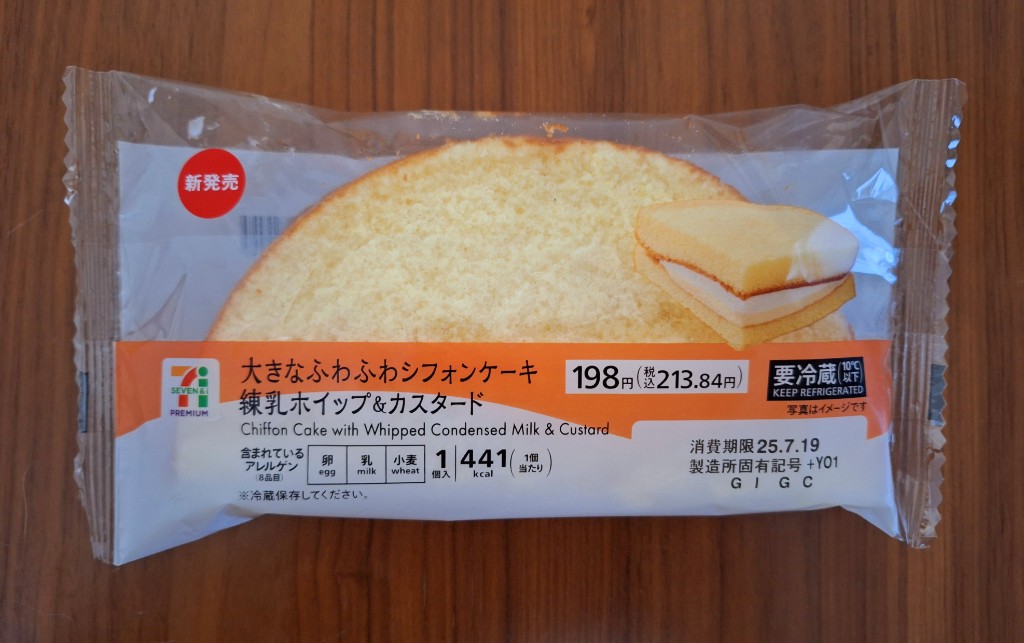 新発売
7i
SEVEN&i
PREMIUM
大きなふわふわシフォンケーキ
練乳ホイップ&カスタード
Chiffon Cake with Whipped Condensed Milk & Custard
198円(税込213.84円)
要冷蔵(10℃以下)
KEEP REFRIGERATED
写真はイメージです
含まれているアレルゲン(8品目)
卵 egg
乳 milk
小麦 wheat
1個入
441kcal(1個当たり)
※冷蔵保存してください。
消費期限 25.7.19
製造所固有記号 +Y01
G I G C